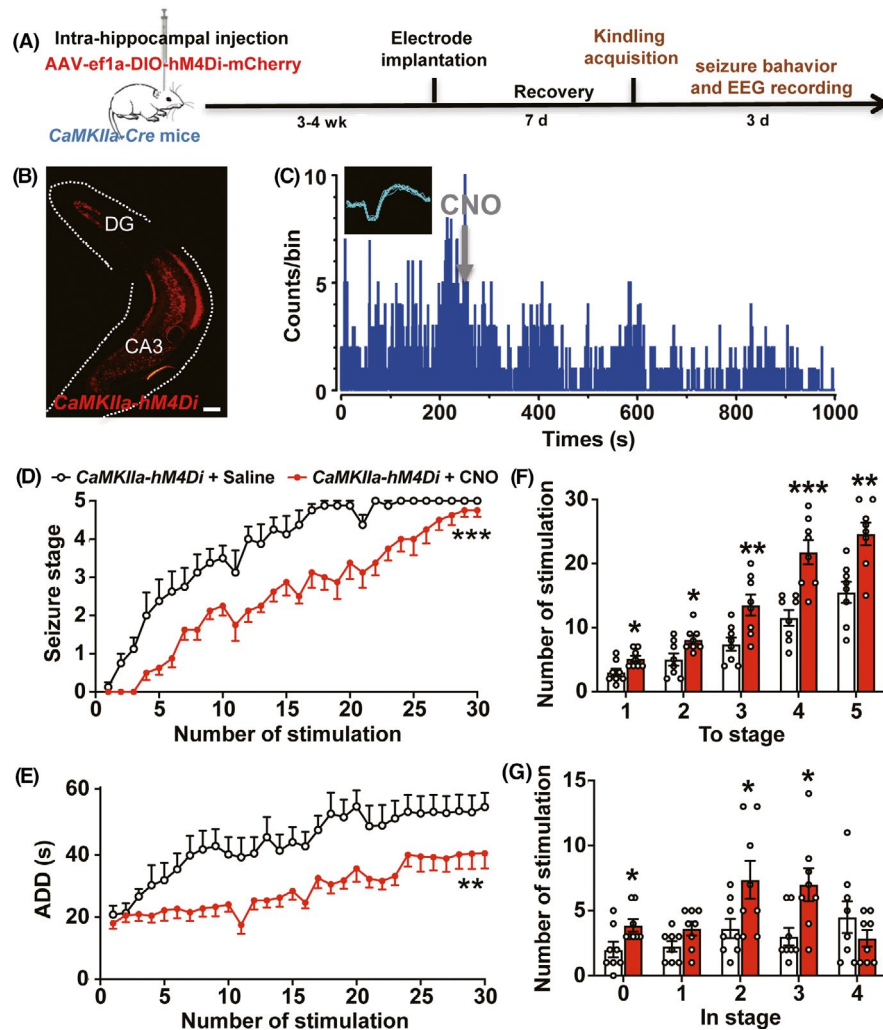 (A)
Intra-hippocampal injection
AAV-ef1a-DIO-hM4Di-mCherry
CaMKIIa-Cre mice
3-4 wk
Electrode
implantation
Recovery
7 d
Kindling
acquisition
seizure bahavior
and EEG recording
3 d
(B)
DG
CA3
CaMKIIa-hM4Di
(C)
CNO
Counts/bin
10
5
0
0 200 400 600 800 1000
Times (s)
(D)
CaMKIIa-hM4Di + Saline
CaMKIIa-hM4Di + CNO
Seizure stage
5
4
3
2
1
0
***
0 5 10 15 20 25 30
Number of stimulation
(E)
ADD (s)
60
40
20
0
**
0 5 10 15 20 25 30
Number of stimulation
(F)
Number of stimulation
30
20
10
0
* * ** *** **
1 2 3 4 5
To stage
(G)
Number of stimulation
15
10
5
0
* * *
0 1 2 3 4
In stage